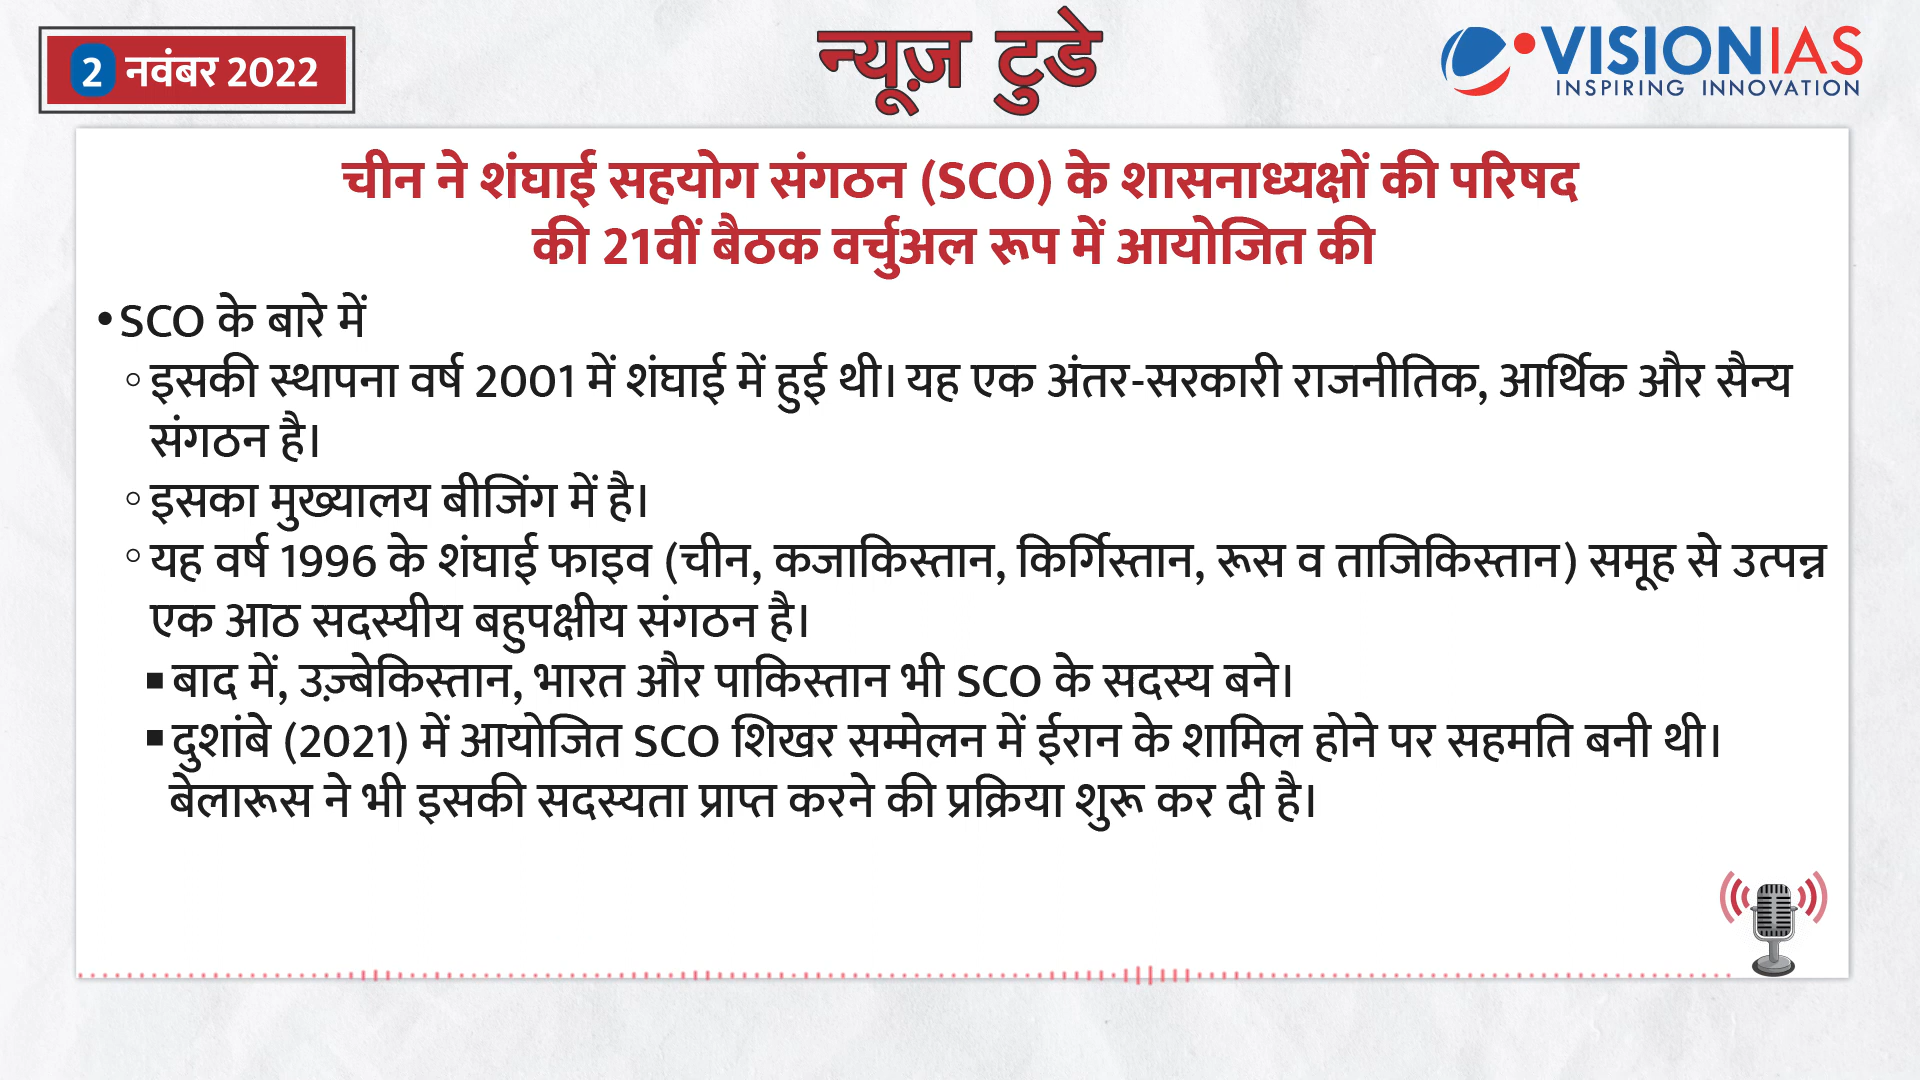 2 नवंबर 2022
न्यूज़ टुडे
VISIONIAS
INSPIRING INNOVATION
चीन ने शंघाई सहयोग संगठन (SCO) के शासनाध्यक्षों की परिषद
की 21वीं बैठक वर्चुअल रूप में आयोजित की
•SCO के बारे में
◦ इसकी स्थापना वर्ष 2001 में शंघाई में हुई थी। यह एक अंतर-सरकारी राजनीतिक, आर्थिक और सैन्य
संगठन है।
◦ इसका मुख्यालय बीजिंग में है।
◦ यह वर्ष 1996 के शंघाई फाइव (चीन, कजाकिस्तान, किर्गिस्तान, रूस व ताजिकिस्तान) समूह से उत्पन्न
एक आठ सदस्यीय बहुपक्षीय संगठन है।
▪ बाद में, उज़्बेकिस्तान, भारत और पाकिस्तान भी SCO के सदस्य बने।
▪ दुशांबे (2021) में आयोजित SCO शिखर सम्मेलन में ईरान के शामिल होने पर सहमति बनी थी।
बेलारूस ने भी इसकी सदस्यता प्राप्त करने की प्रक्रिया शुरू कर दी है।